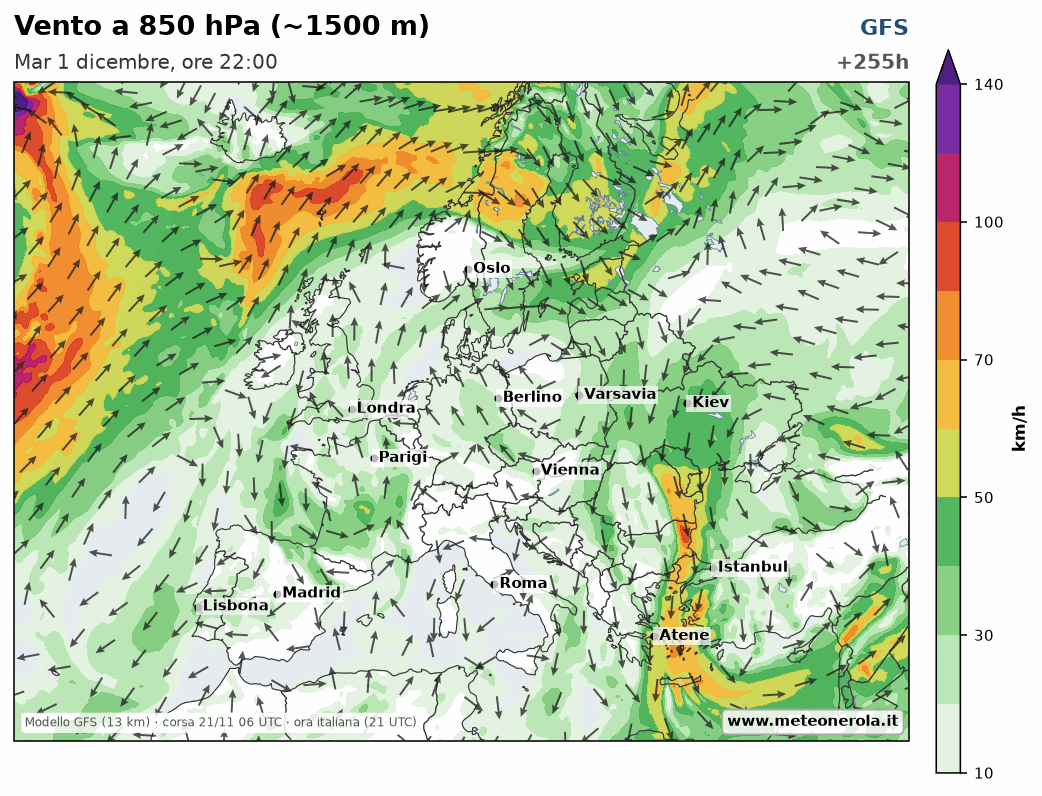 Vento a 850 hPa (~1500 m)
GFS
Mar 1 dicembre, ore 22:00
+255h
140
100
70
50
30
10
km/h
Oslo
Berlino
Varsavia
Kiev
Londra
Parigi
Vienna
Istanbul
Roma
Madrid
Lisbona
Atene
Modello GFS (13 km) · corsa 21/11 06 UTC · ora italiana (21 UTC)
www.meteonerola.it